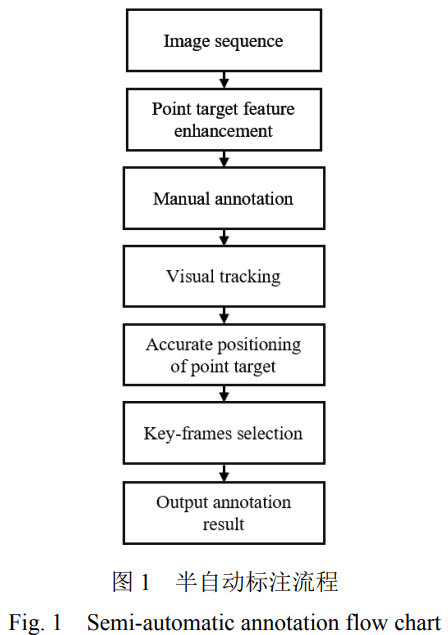 Image sequence
Point target feature
enhancement
Manual annotation
Visual tracking
Accurate positioning
of point target
Key-frames selection
Output annotation
result
图 1 半自动标注流程
Fig. 1 Semi-automatic annotation flow chart